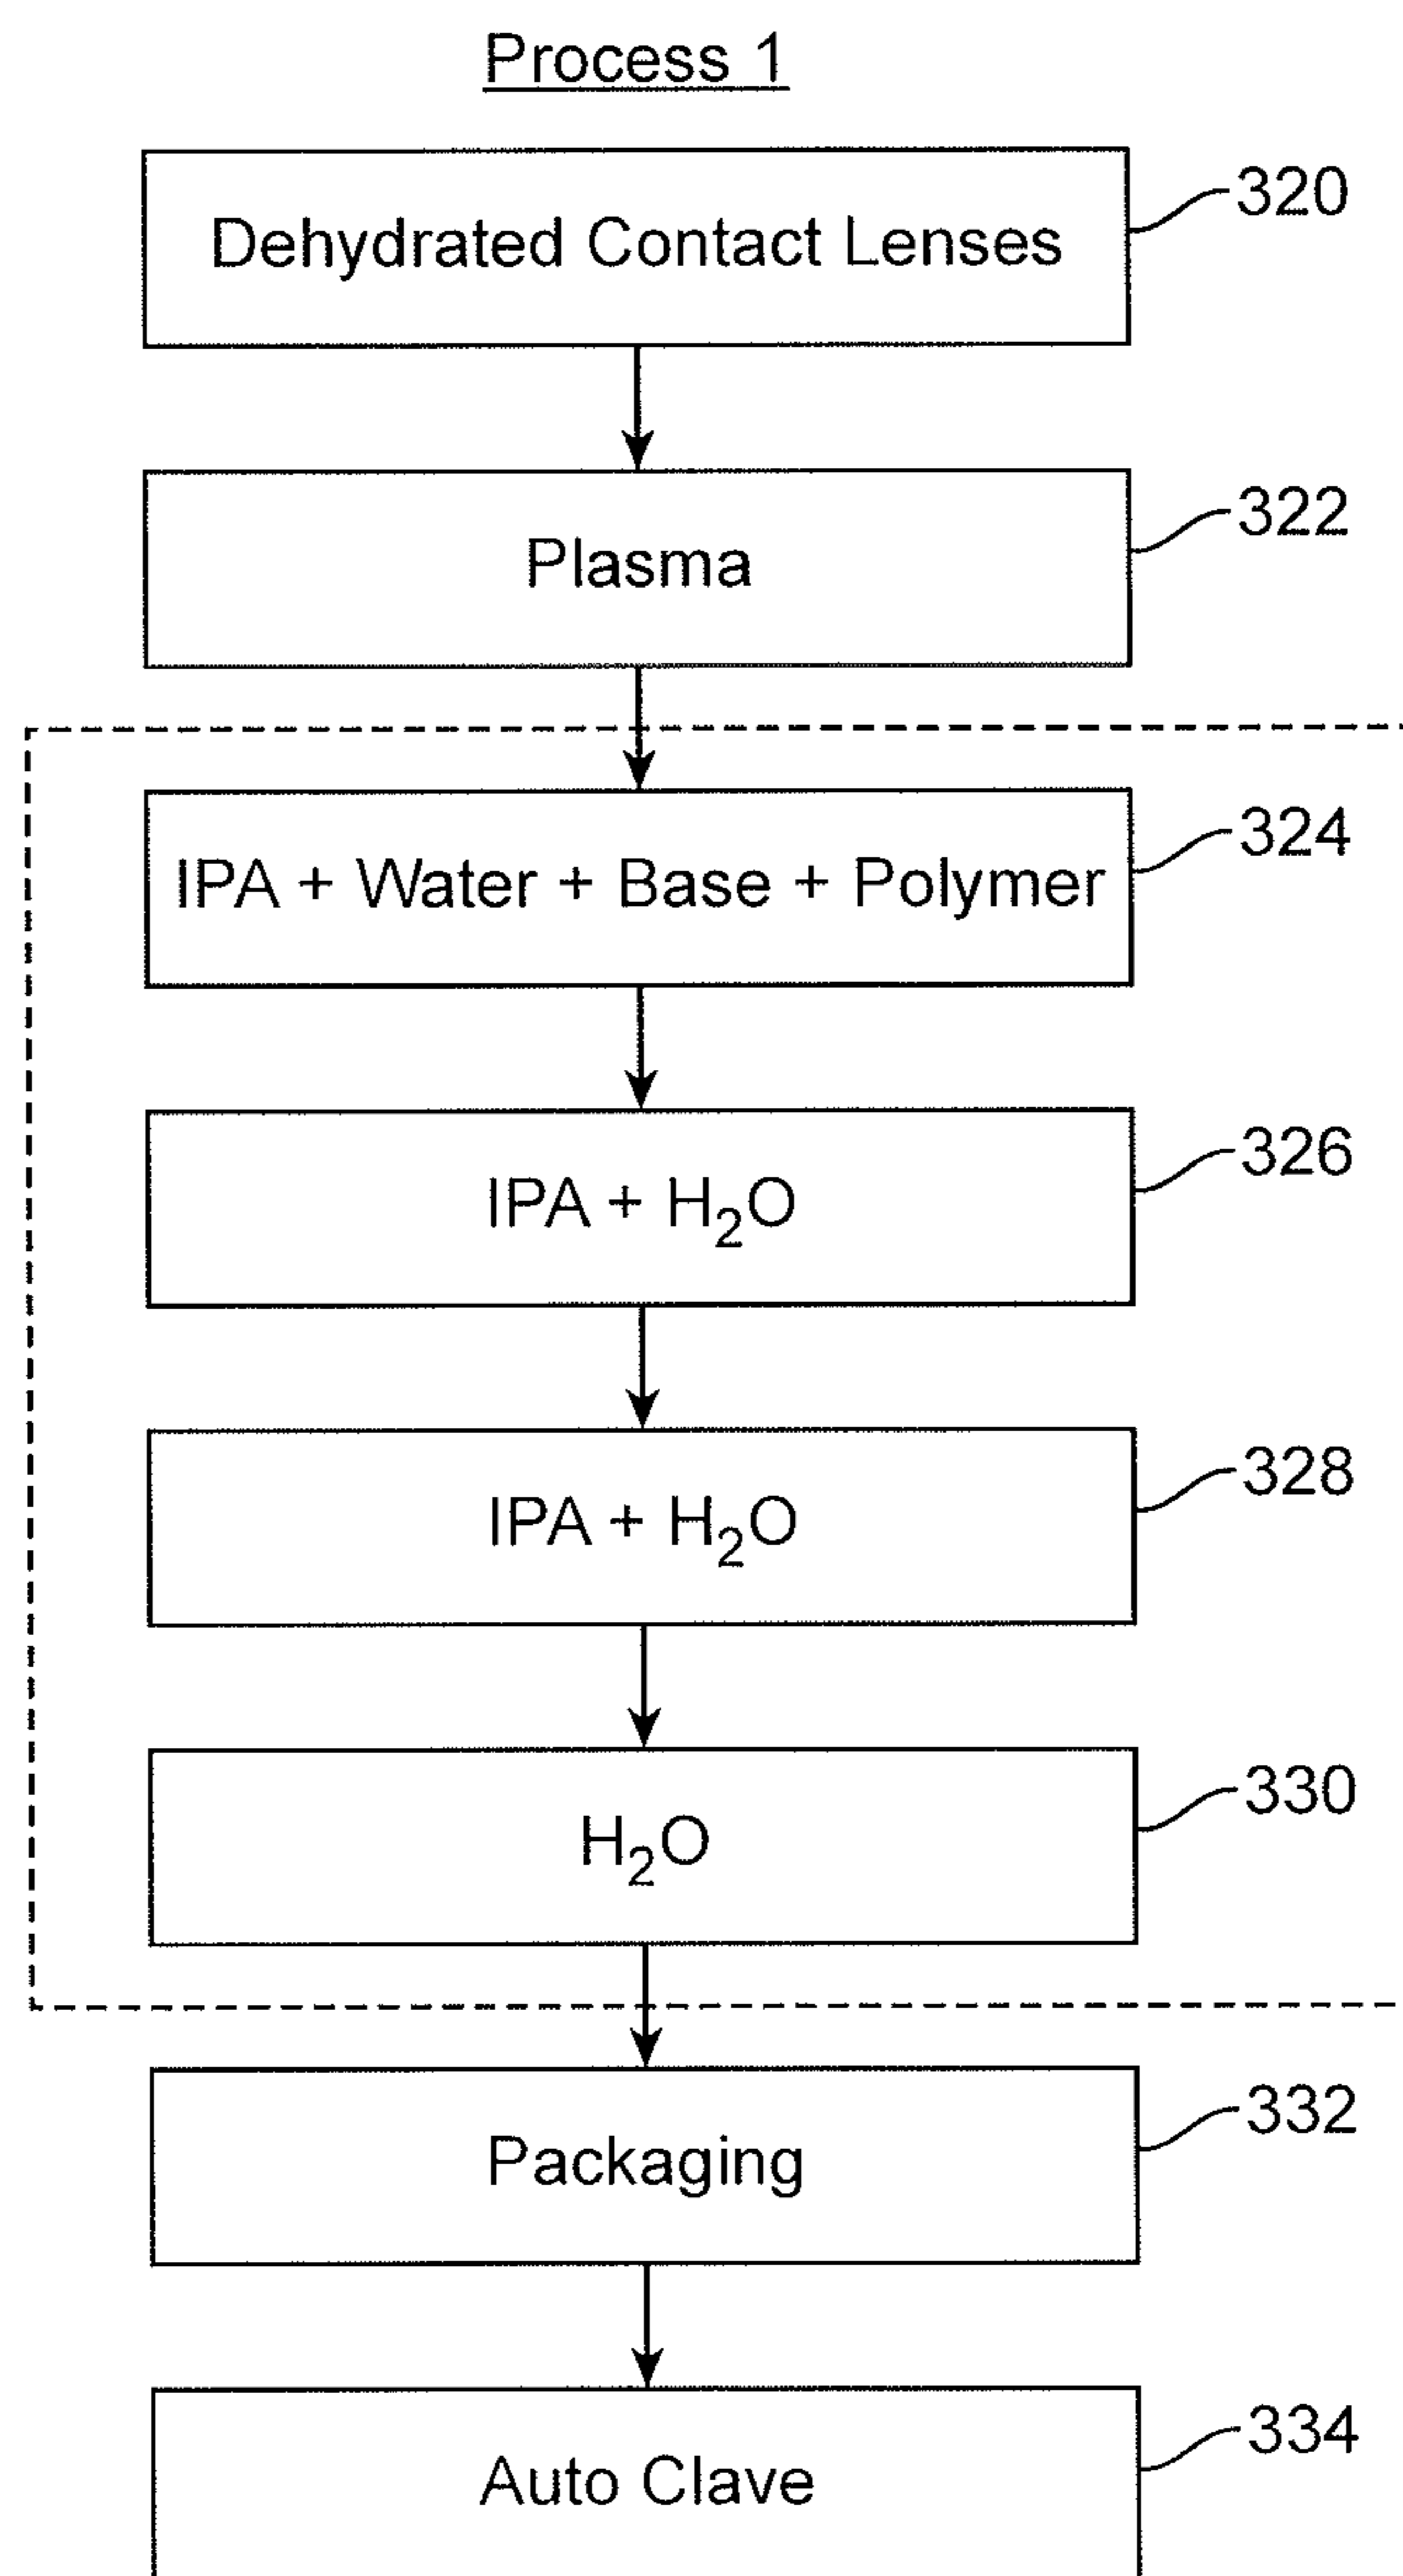 Process 1
Dehydrated Contact Lenses
320
Plasma
322
IPA + Water + Base + Polymer
324
IPA + H₂O
326
IPA + H₂O
328
H₂O
330
Packaging
332
Auto Clave
334